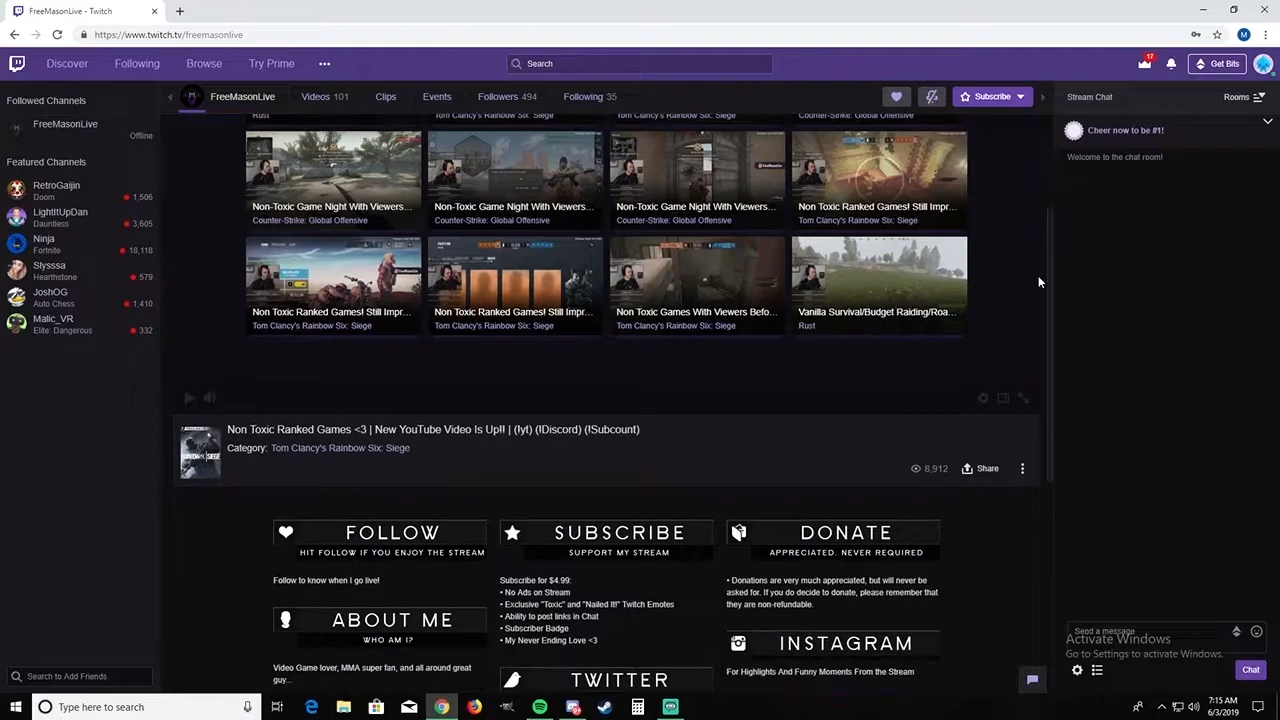 FreeMasonLive - Twitch
https://www.twitch.tv/freemasonlive
Discover Following Browse Try Prime
Search
17
Get Bits
Followed Channels
FreeMasonLive
Offline
Featured Channels
RetroGaijin
Doom 1,506
LightItUpDan
Dauntless 3,605
Ninja
Fortnite 18,118
Slysssa
Hearthstone 579
JoshOG
Auto Chess 1,410
Malic_VR
Elite: Dangerous 332
Search to Add Friends
FreeMasonLive Videos 101 Clips Events Followers 494 Following 35
Subscribe
Rust
Tom Clancy's Rainbow Six: Siege
Tom Clancy's Rainbow Six: Siege
Counter-Strike: Global Offensive
Non-Toxic Game Night With Viewers...
Counter-Strike: Global Offensive
Non-Toxic Game Night With Viewers...
Counter-Strike: Global Offensive
Non-Toxic Game Night With Viewers...
Counter-Strike: Global Offensive
Non Toxic Ranked Games! Still Impr...
Tom Clancy's Rainbow Six: Siege
Non Toxic Ranked Games! Still Impr...
Tom Clancy's Rainbow Six: Siege
Non Toxic Ranked Games! Still Impr...
Tom Clancy's Rainbow Six: Siege
Non Toxic Games With Viewers Befo...
Tom Clancy's Rainbow Six: Siege
Vanilla Survival/Budget Raiding/Roa...
Rust
Non Toxic Ranked Games <3 | New YouTube Video Is Up!! | (!yt) (!Discord) (!Subcount)
Category: Tom Clancy's Rainbow Six: Siege
8,912 Share
FOLLOW
HIT FOLLOW IF YOU ENJOY THE STREAM
Follow to know when I go live!
ABOUT ME
WHO AM I?
Video Game lover, MMA super fan, and all around great
guy...
SUBSCRIBE
SUPPORT MY STREAM
Subscribe for $4.99:
• No Ads on Stream
• Exclusive "Toxic" and "Nailed It!" Twitch Emotes
• Ability to post links in Chat
• Subscriber Badge
• My Never Ending Love <3
TWITTER
DONATE
APPRECIATED. NEVER REQUIRED
• Donations are very much appreciated, but will never be
asked for. If you do decide to donate, please remember that
they are non-refundable.
INSTAGRAM
For Highlights And Funny Moments From the Stream
Stream Chat Rooms
Cheer now to be #1!
Welcome to the chat room!
Send a message
Activate Windows
Go to Settings to activate Windows.
Chat
Type here to search
7:15 AM
6/3/2019